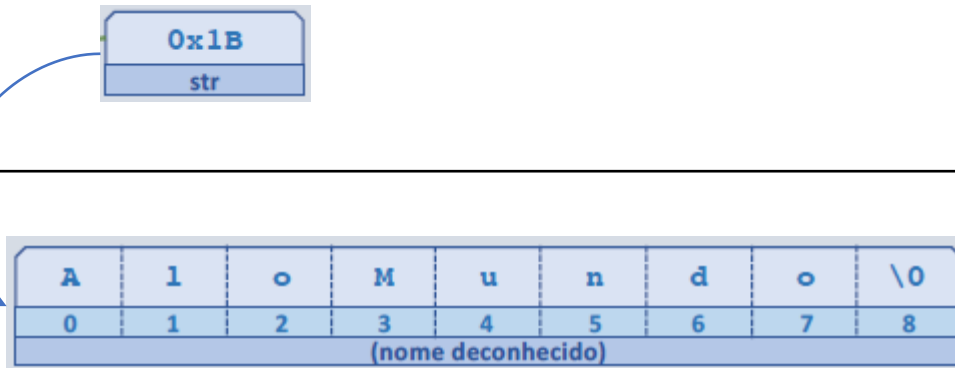 0x1B
str
A l o M u n d o \0
0 1 2 3 4 5 6 7 8
(nome deconhecido)